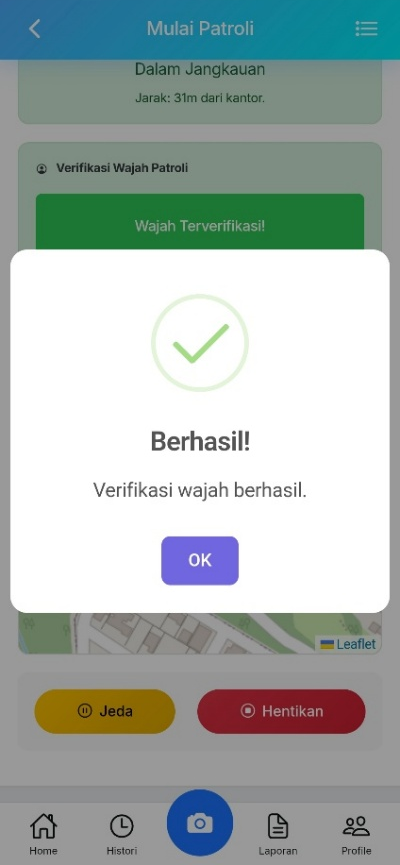 Mulai Patroli
Dalam Jangkauan
Jarak: 31m dari kantor.
Verifikasi Wajah Patroli
Wajah Terverifikasi!
Berhasil!
Verifikasi wajah berhasil.
OK
Leaflet
Jeda
Hentikan
Home
Histori
Laporan
Profile